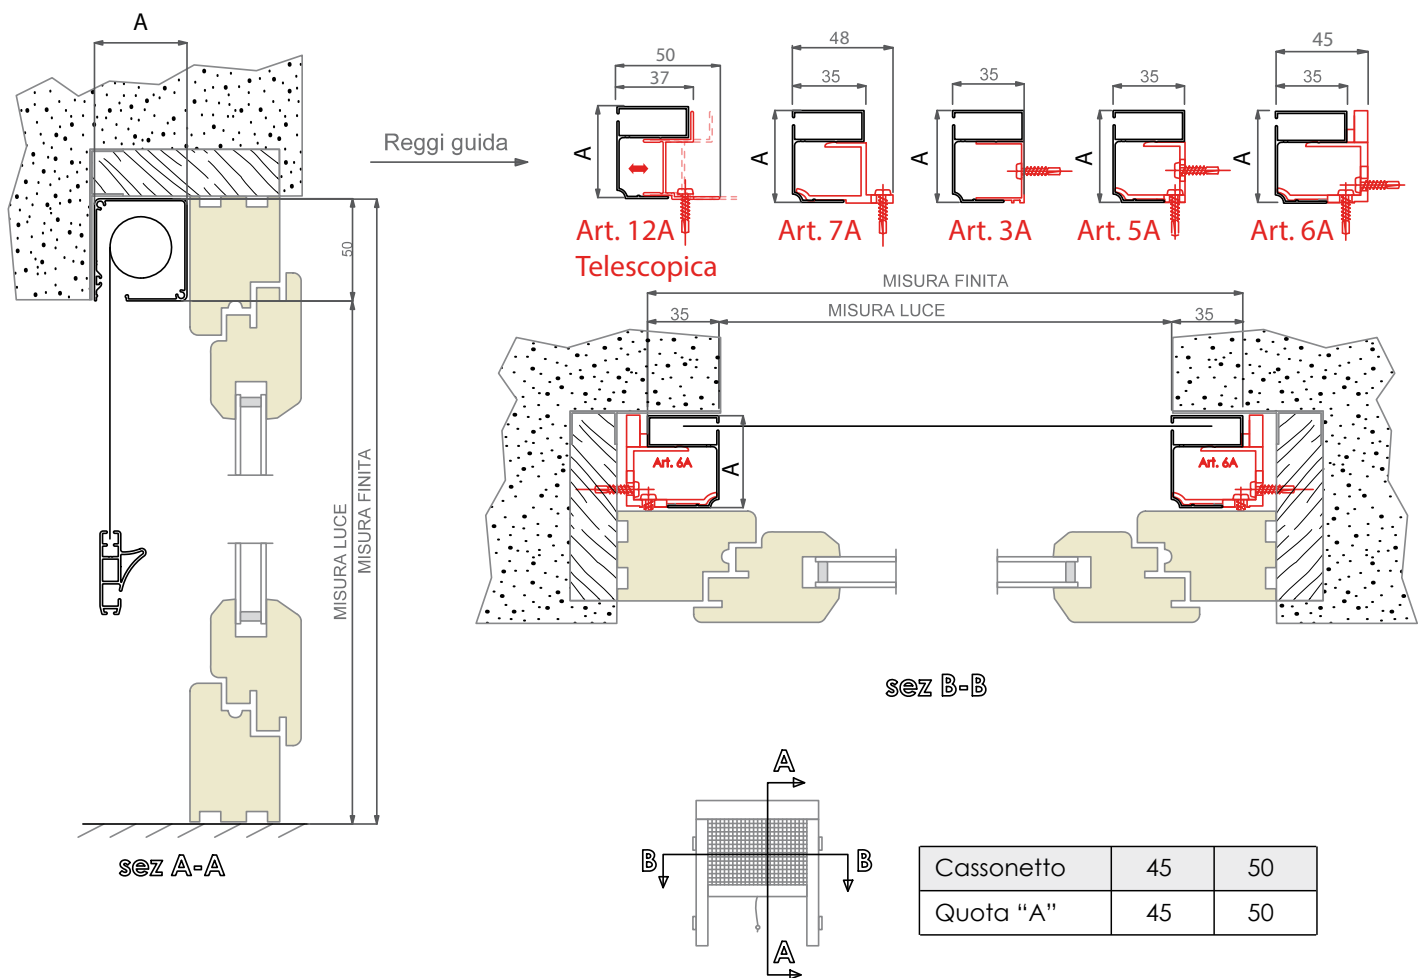 A
Reggi guida
50
37
A
Art. 12A
Telescopica
48
35
A
Art. 7A
35
A
Art. 3A
35
A
Art. 5A
45
35
A
Art. 6A
50
MISURA LUCE
MISURA FINITA
sez A-A
MISURA FINITA
35
MISURA LUCE
35
Art. 6A
A
Art. 6A
sez B-B
A
B
B
A
Cassonetto 45 50
Quota “A” 45 50